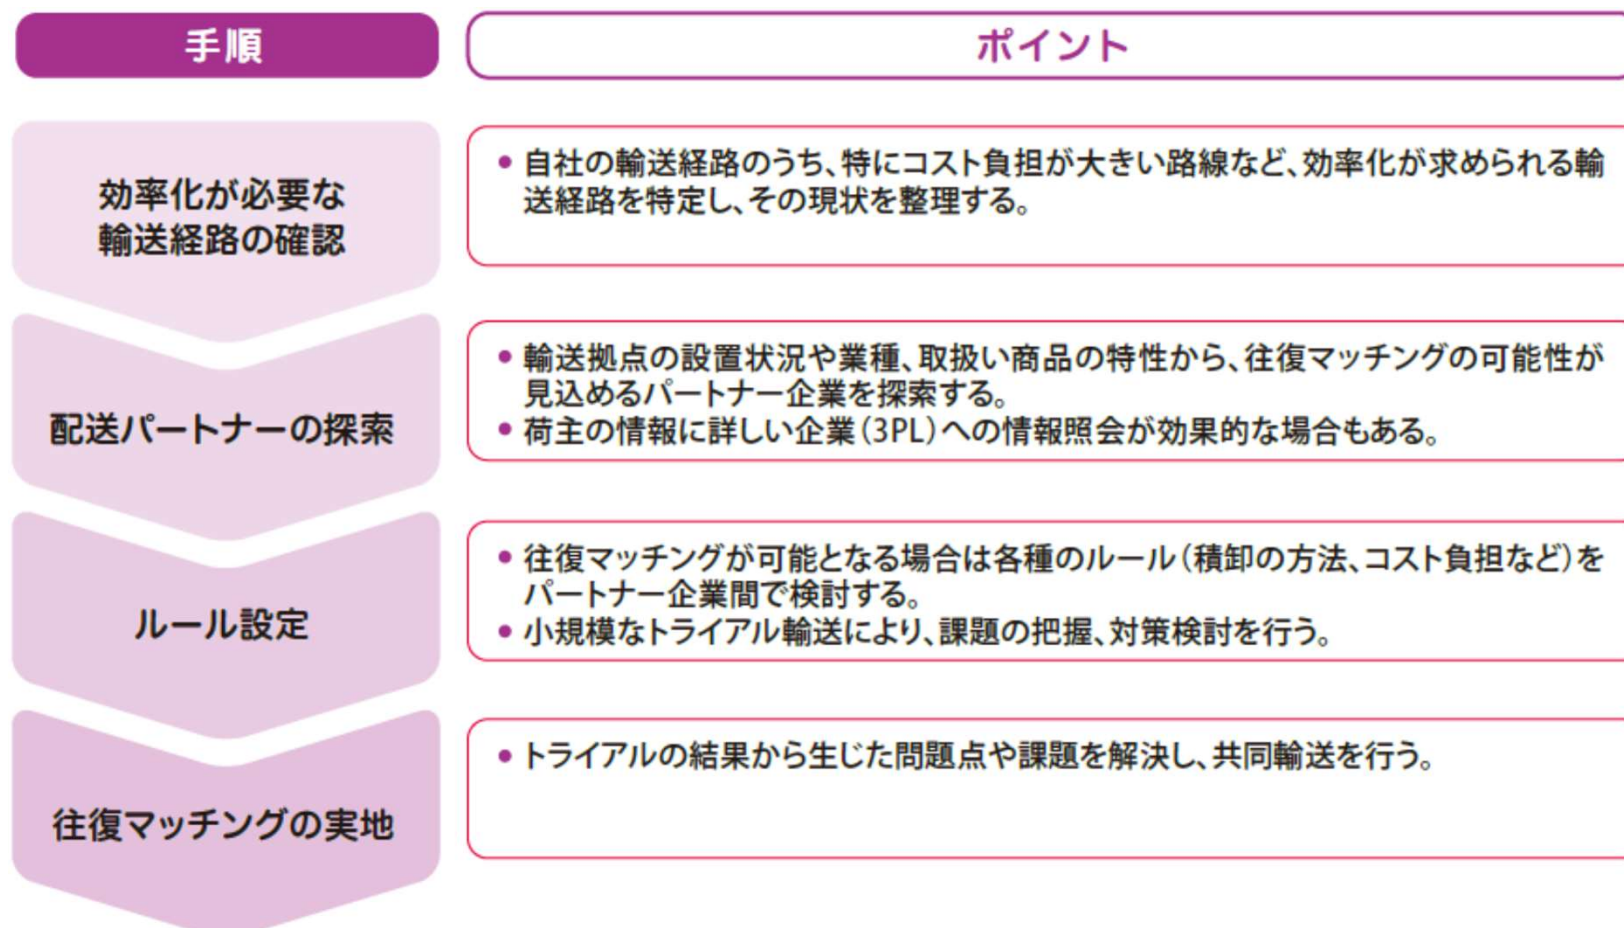 手順
ポイント
効率化が必要な
輸送経路の確認
● 自社の輸送経路のうち、特にコスト負担が大きい路線など、効率化が求められる輸
送経路を特定し、その現状を整理する。
配送パートナーの探索
● 輸送拠点の設置状況や業種、取扱い商品の特性から、往復マッチングの可能性が
見込めるパートナー企業を探索する。
● 荷主の情報に詳しい企業（3PL）への情報照会が効果的な場合もある。
ルール設定
● 往復マッチングが可能となる場合は各種のルール（積卸の方法、コスト負担など）を
パートナー企業間で検討する。
● 小規模なトライアル輸送により、課題の把握、対策検討を行う。
往復マッチングの実地
● トライアルの結果から生じた問題点や課題を解決し、共同輸送を行う。